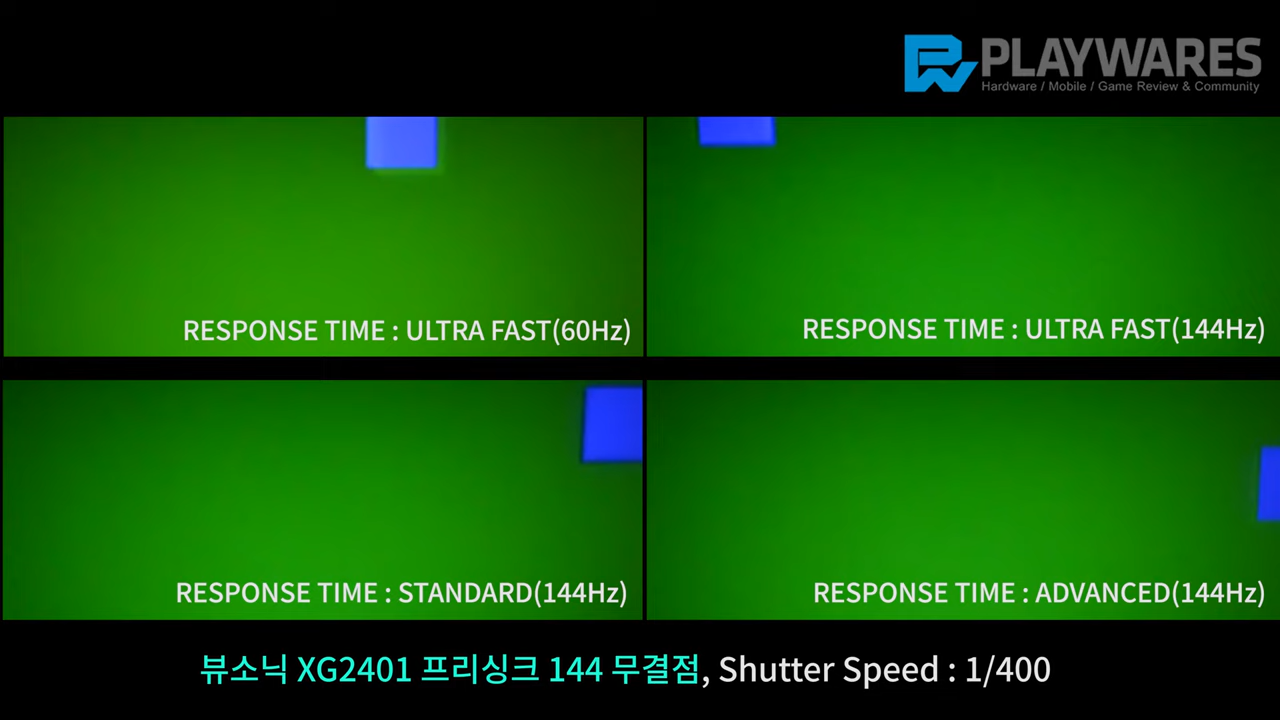 PLAYWARES
Hardware / Mobile / Game Review & Community
RESPONSE TIME : ULTRA FAST(60Hz)
RESPONSE TIME : ULTRA FAST(144Hz)
RESPONSE TIME : STANDARD(144Hz)
RESPONSE TIME : ADVANCED(144Hz)
뷰소닉 XG2401 프리싱크 144 무결점, Shutter Speed : 1/400